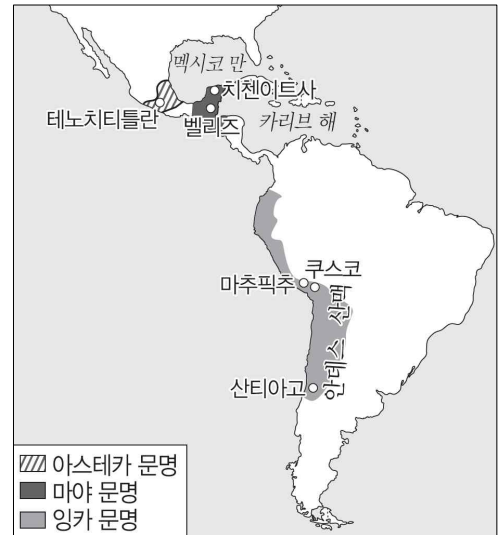 멕시코 만
치첸이트사
테노치티틀란
벨리즈
카리브 해
마추픽추
쿠스코
안데스 산맥
산티아고
아스테카 문명
마야 문명
잉카 문명